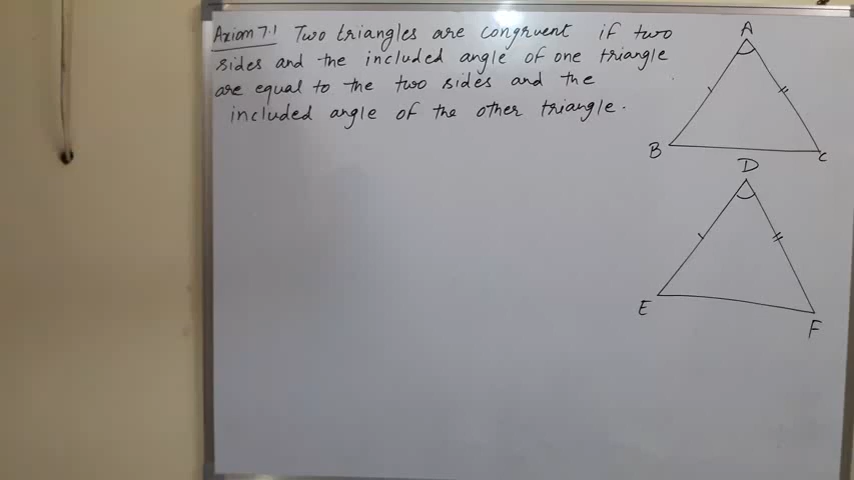 Axiom 7.1 Two triangles are congruent if two
sides and the included angle of one triangle
are equal to the two sides and the
included angle of the other triangle.
A
B
C
D
E
F